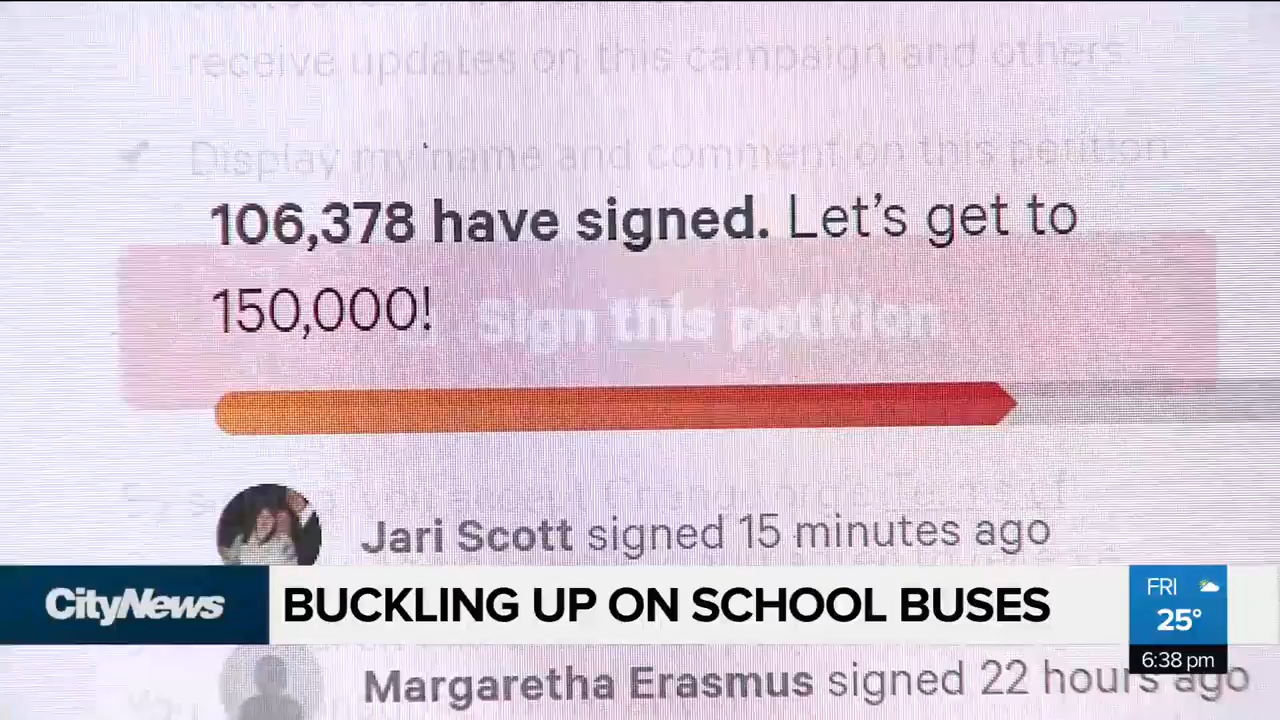 receive updates on this campaign and others.
Display my name and comment on this petition
106,378 have signed. Let's get to
150,000!
Sign this petition
Jari Scott signed 15 minutes ago
CityNews
BUCKLING UP ON SCHOOL BUSES
FRI
25°
6:38 pm
Margaretha Erasmus signed 22 hours ago